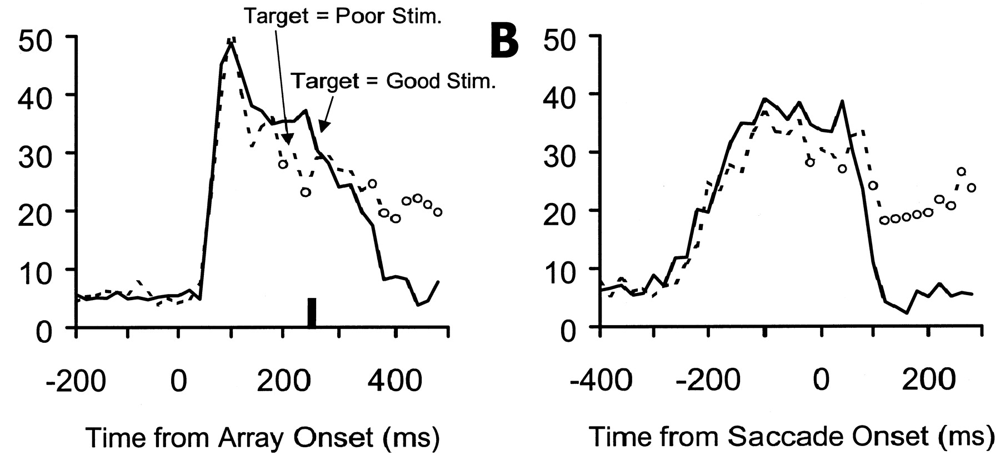 Target = Poor Stim.
Target = Good Stim.
50
40
30
20
10
0
-200 0 200 400
Time from Array Onset (ms)
B
50
40
30
20
10
0
-400 -200 0 200
Time from Saccade Onset (ms)